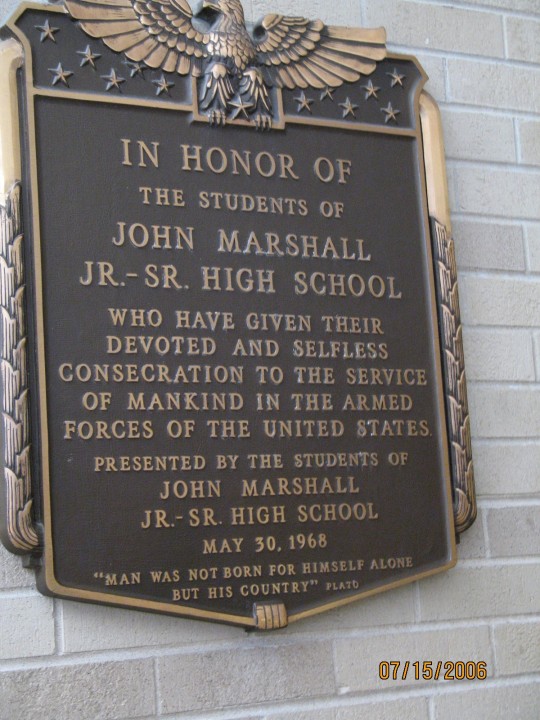 IN HONOR OF
THE STUDENTS OF
JOHN MARSHALL
JR.-SR. HIGH SCHOOL
WHO HAVE GIVEN THEIR
DEVOTED AND SELFLESS
CONSECRATION TO THE SERVICE
OF MANKIND IN THE ARMED
FORCES OF THE UNITED STATES.
PRESENTED BY THE STUDENTS OF
JOHN MARSHALL
JR.-SR. HIGH SCHOOL
MAY 30, 1968
"MAN WAS NOT BORN FOR HIMSELF ALONE
BUT HIS COUNTRY" PLATO
07/15/2006